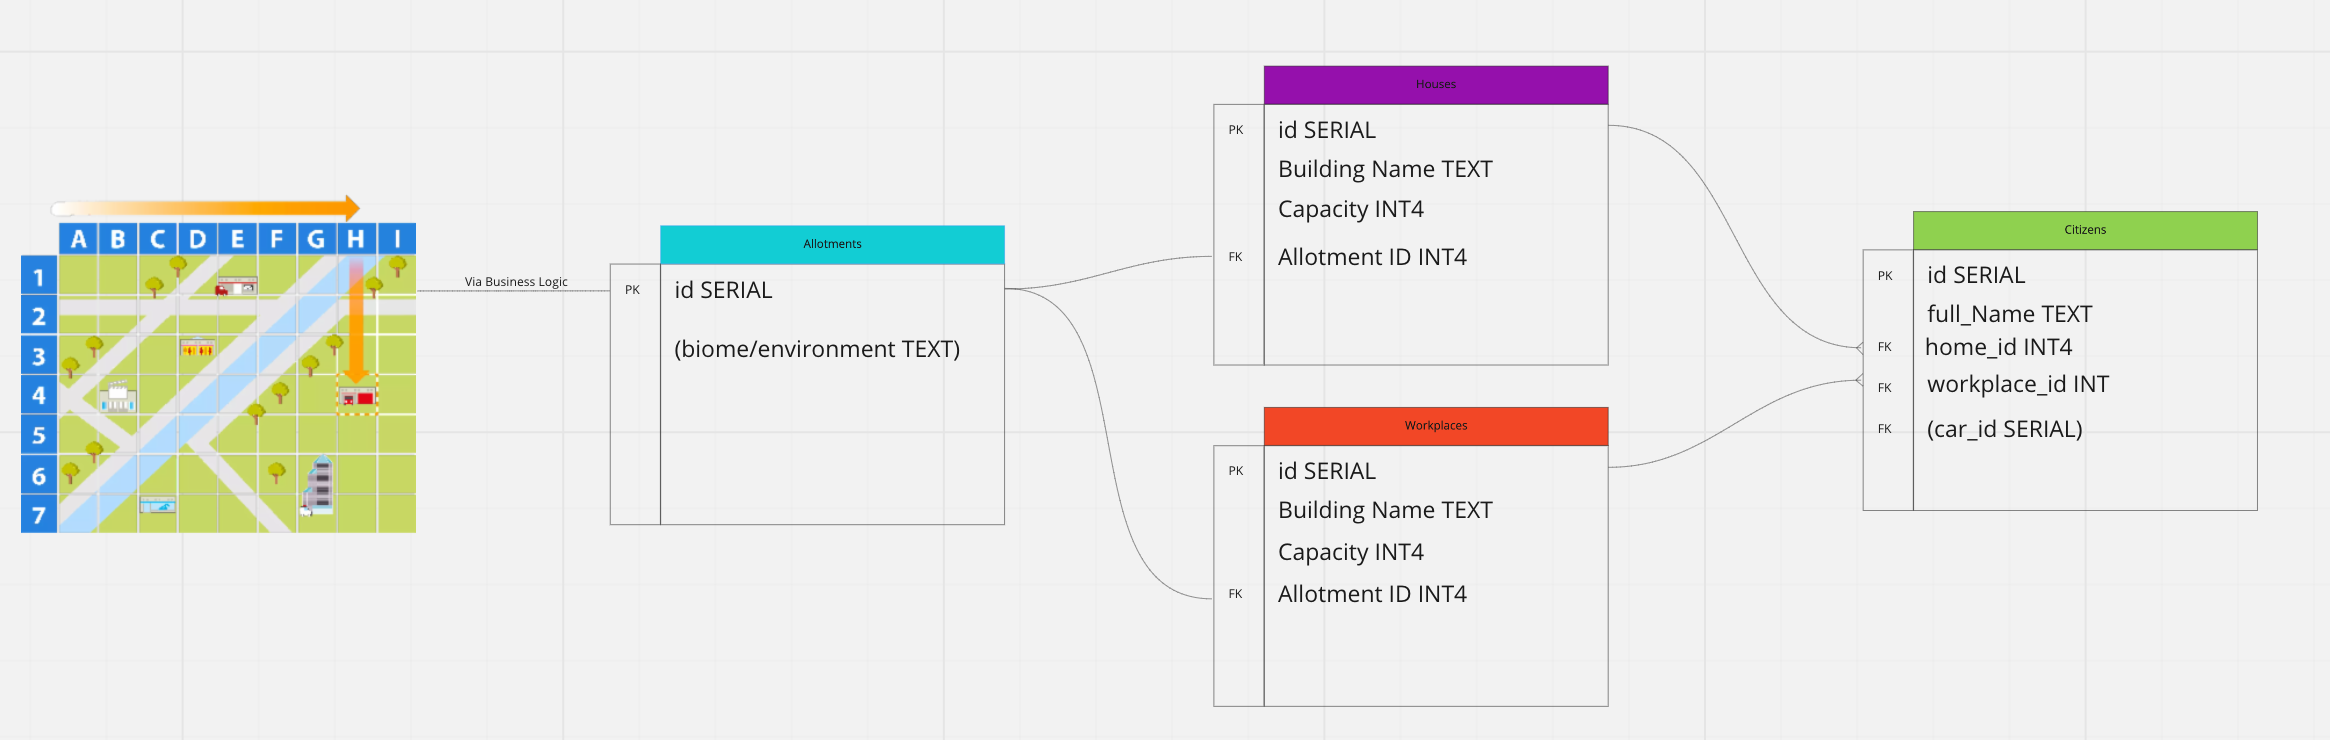 A B C D E F G H I
1
2
3
4
5
6
7
Via Business Logic
Allotments
PK id SERIAL
(biome/environment TEXT)
Houses
PK id SERIAL
Building Name TEXT
Capacity INT4
FK Allotment ID INT4
Workplaces
PK id SERIAL
Building Name TEXT
Capacity INT4
FK Allotment ID INT4
Citizens
PK id SERIAL
full_Name TEXT
FK home_id INT4
FK workplace_id INT
FK (car_id SERIAL)